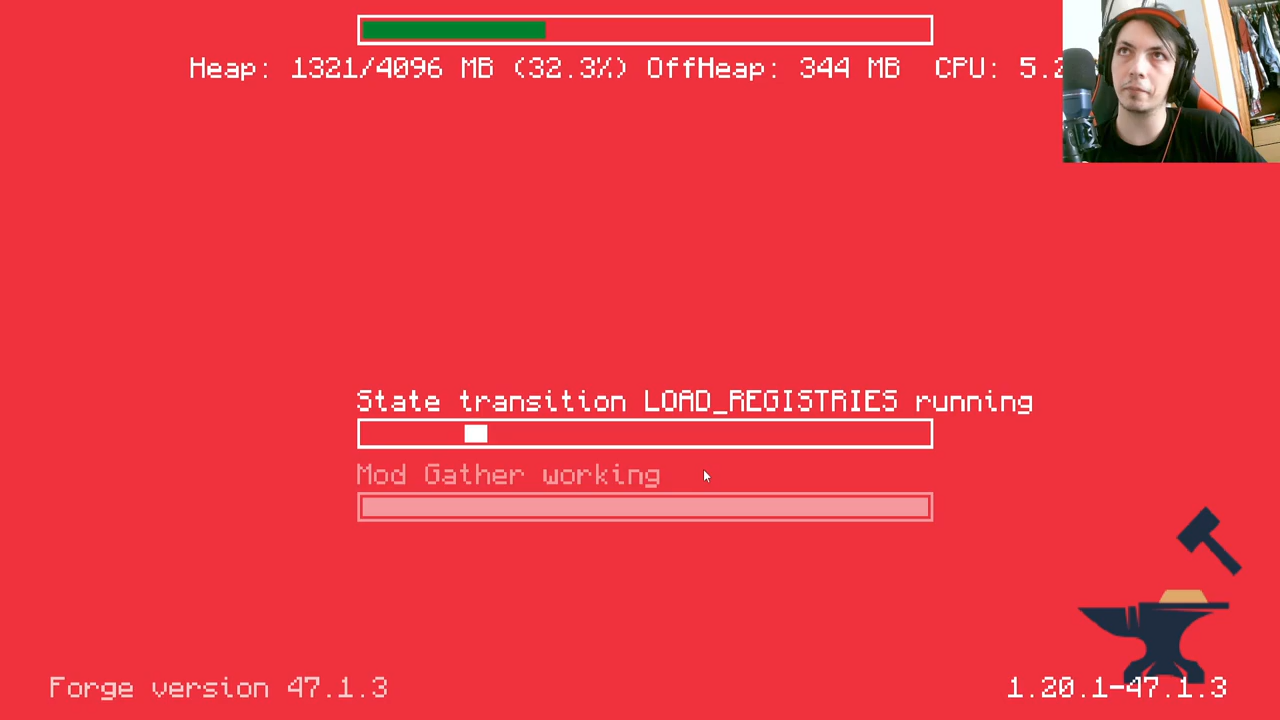 Heap: 1321/4096 MB (32.3%) OffHeap: 344 MB CPU: 5.2
State transition LOAD_REGISTRIES running
Mod Gather working
Forge version 47.1.3
1.20.1-47.1.3